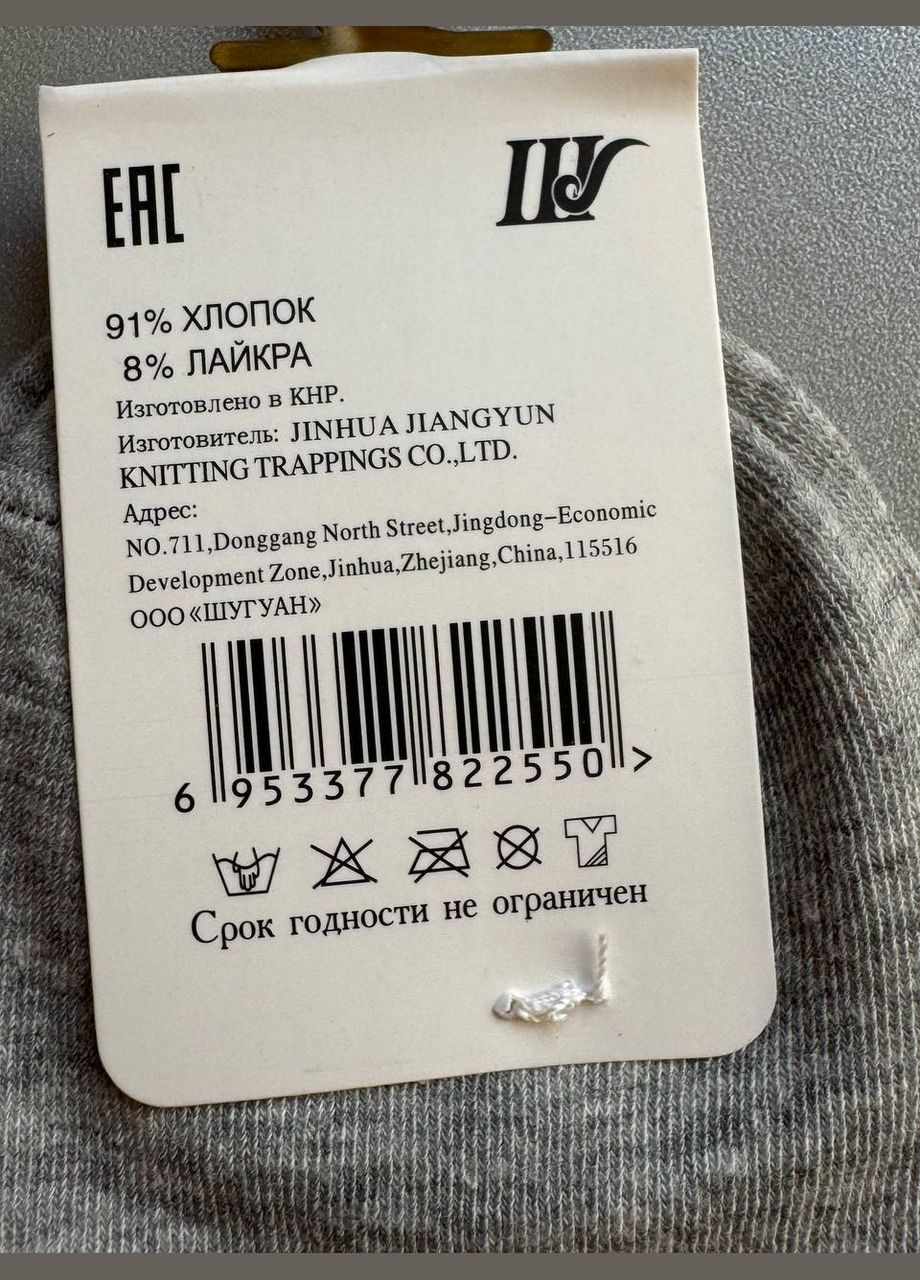 EAC
91% ХЛОПОК
8% ЛАЙКРА
Изготовлено в КНР.
Изготовитель: JINHUA JIANGYUN
KNITTING TRAPPINGS CO.,LTD.
Адрес:
NO.711,Donggang North Street,Jingdong-Economic
Development Zone,Jinhua,Zhejiang,China,115516
ООО «ШУГУАН»
6 953377 822550 >
Срок годности не ограничен